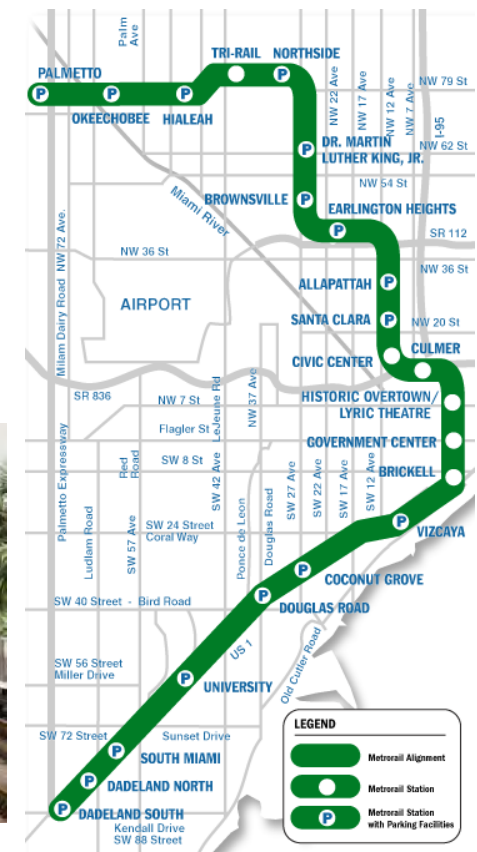 Palm
Ave
TRI-RAIL
NORTHSIDE
PALMETTO
NW 79 St
OKEECHOBEE
HIALEAH
NW 22 Ave
NW 17 Ave
NW 12 Ave
NW 7 Ave
I-95
DR. MARTIN
LUTHER KING, JR.
NW 62 St
NW 54 St
Miami River
BROWNSVILLE
EARLINGTON HEIGHTS
SR 112
NW 36 St
NW 36 St
Milam Dairy Road NW 72 Ave.
ALLAPATTAH
AIRPORT
SANTA CLARA
NW 20 St
CIVIC CENTER
CULMER
SR 836
NW 7 St
LeJeune Rd
SW 42 Ave
NW 37 Ave
HISTORIC OVERTOWN/
LYRIC THEATRE
Flagler St
GOVERNMENT CENTER
SW 8 St
BRICKELL
Palmetto Expressway
Ludlam Road
Red
Road
SW 57 Ave
SW 24 Street
Coral Way
Ponce de Leon
Douglas Road
SW 27 Ave
SW 22 Ave
SW 17 Ave
SW 12 Ave
VIZCAYA
COCONUT GROVE
SW 40 Street - Bird Road
DOUGLAS ROAD
US 1
Old Cutler Road
SW 56 Street
Miller Drive
UNIVERSITY
SW 72 Street
Sunset Drive
SOUTH MIAMI
DADELAND NORTH
DADELAND SOUTH
Kendall Drive
SW 88 Street
LEGEND
Metrorail Alignment
Metrorail Station
P
Metrorail Station
with Parking Facilities